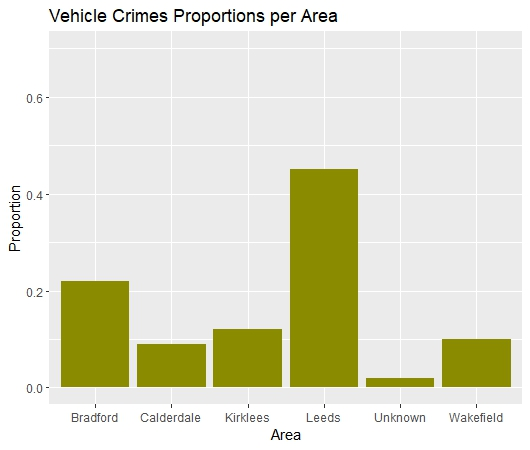 Vehicle Crimes Proportions per Area
Proportion
0.6
0.4
0.2
0.0
Bradford Calderdale Kirklees Leeds Unknown Wakefield
Area